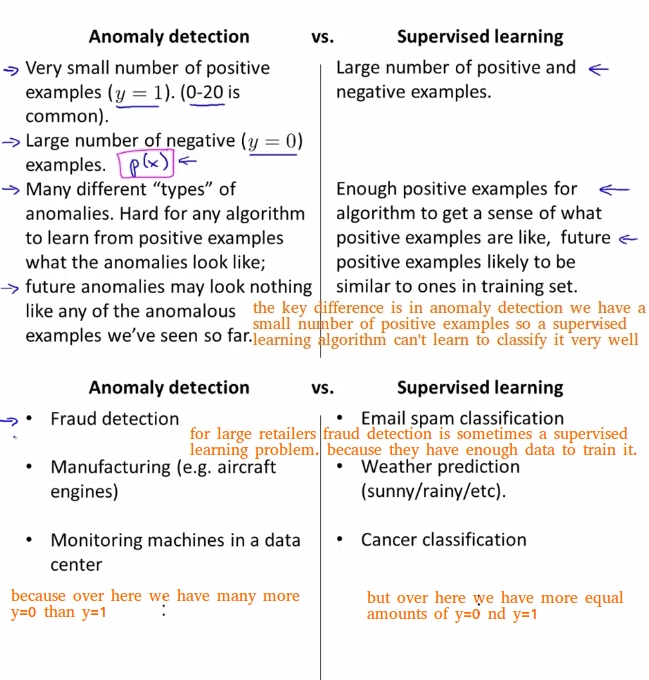 Anomaly detection vs. Supervised learning
Very small number of positive
examples (y = 1). (0-20 is
common).
Large number of negative (y = 0)
examples. p(x)
Many different “types” of
anomalies. Hard for any algorithm
to learn from positive examples
what the anomalies look like;
future anomalies may look nothing
like any of the anomalous
examples we’ve seen so far.
Large number of positive and
negative examples.
Enough positive examples for
algorithm to get a sense of what
positive examples are like, future
positive examples likely to be
similar to ones in training set.
the key difference is in anomaly detection we have a
small number of positive examples so a supervised
learning algorithm can't learn to classify it very well
Anomaly detection vs. Supervised learning
• Fraud detection
• Email spam classification
for large retailers fraud detection is sometimes a supervised
learning problem. because they have enough data to train it.
• Manufacturing (e.g. aircraft
engines)
• Weather prediction
(sunny/rainy/etc).
• Monitoring machines in a data
center
• Cancer classification
because over here we have many more
y=0 than y=1
but over here we have more equal
amounts of y=0 nd y=1